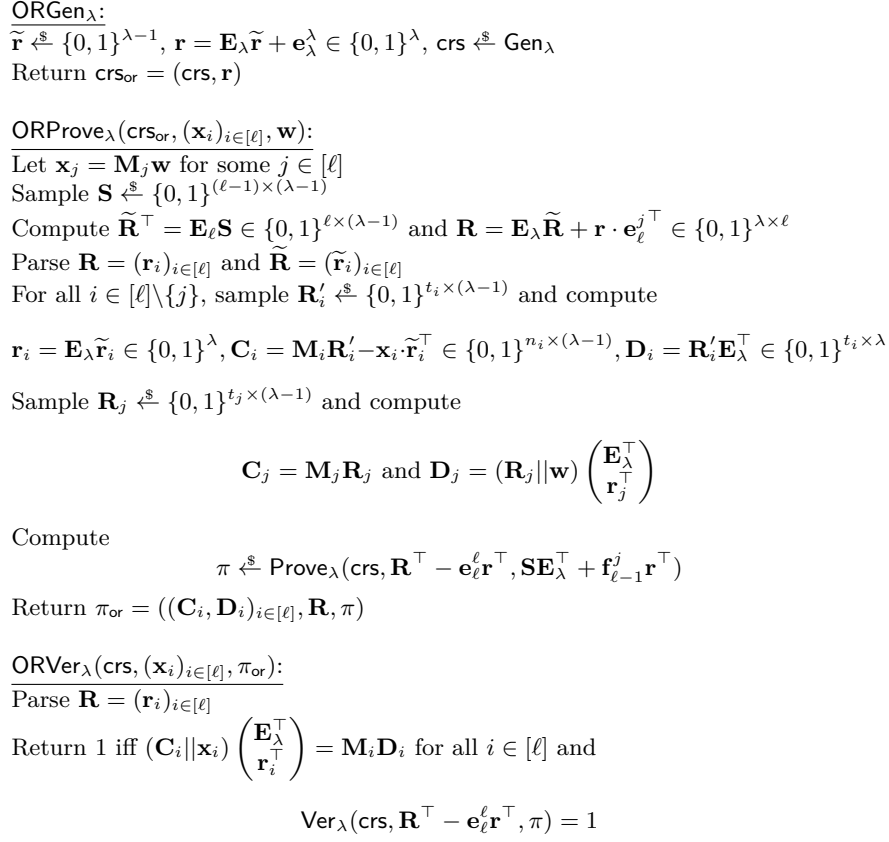 ORGen_λ:
r̃ ←$ {0,1}^{λ−1}, r = E_λ r̃ + e_λ^λ ∈ {0,1}^λ, crs ←$ Gen_λ
Return crs_or = (crs, r)
ORProve_λ(crs_or, (x_i)_{i∈[ℓ]}, w):
Let x_j = M_j w for some j ∈ [ℓ]
Sample S ←$ {0,1}^{(ℓ−1)×(λ−1)}
Compute R̃^⊤ = E_ℓ S ∈ {0,1}^{ℓ×(λ−1)} and R = E_λ R̃ + r · e_ℓ^{j⊤} ∈ {0,1}^{λ×ℓ}
Parse R = (r_i)_{i∈[ℓ]} and R̃ = (r̃_i)_{i∈[ℓ]}
For all i ∈ [ℓ]\{j}, sample R′_i ←$ {0,1}^{t_i×(λ−1)} and compute
r_i = E_λ r̃_i ∈ {0,1}^λ, C_i = M_i R′_i − x_i · r̃_i^⊤ ∈ {0,1}^{n_i×(λ−1)}, D_i = R′_i E_λ^⊤ ∈ {0,1}^{t_i×λ}
Sample R_j ←$ {0,1}^{t_j×(λ−1)} and compute
C_j = M_j R_j and D_j = (R_j||w) (E_λ^⊤ r_j^⊤)
Compute
π ←$ Prove_λ(crs, R^⊤ − e_ℓ^ℓ r^⊤, SE_λ^⊤ + f_{ℓ−1}^j r^⊤)
Return π_or = ((C_i, D_i)_{i∈[ℓ]}, R, π)
ORVer_λ(crs, (x_i)_{i∈[ℓ]}, π_or):
Parse R = (r_i)_{i∈[ℓ]}
Return 1 iff (C_i||x_i) (E_λ^⊤ r_i^⊤) = M_i D_i for all i ∈ [ℓ] and
Ver_λ(crs, R^⊤ − e_ℓ^ℓ r^⊤, π) = 1